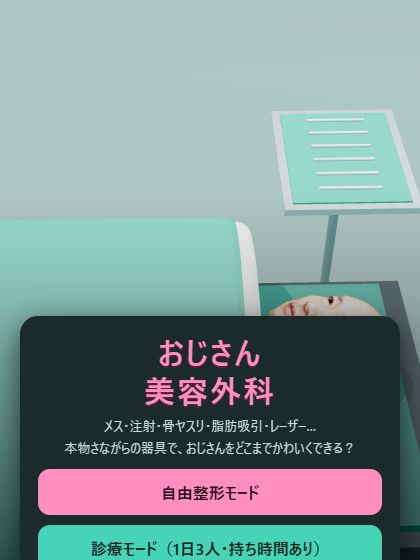 おじさん
美容外科
メス・注射・骨ヤスリ・脂肪吸引・レーザー…
本物さながらの器具で、おじさんをどこまでかわいくできる？
自由整形モード
診療モード（1日3人・持ち時間あり）